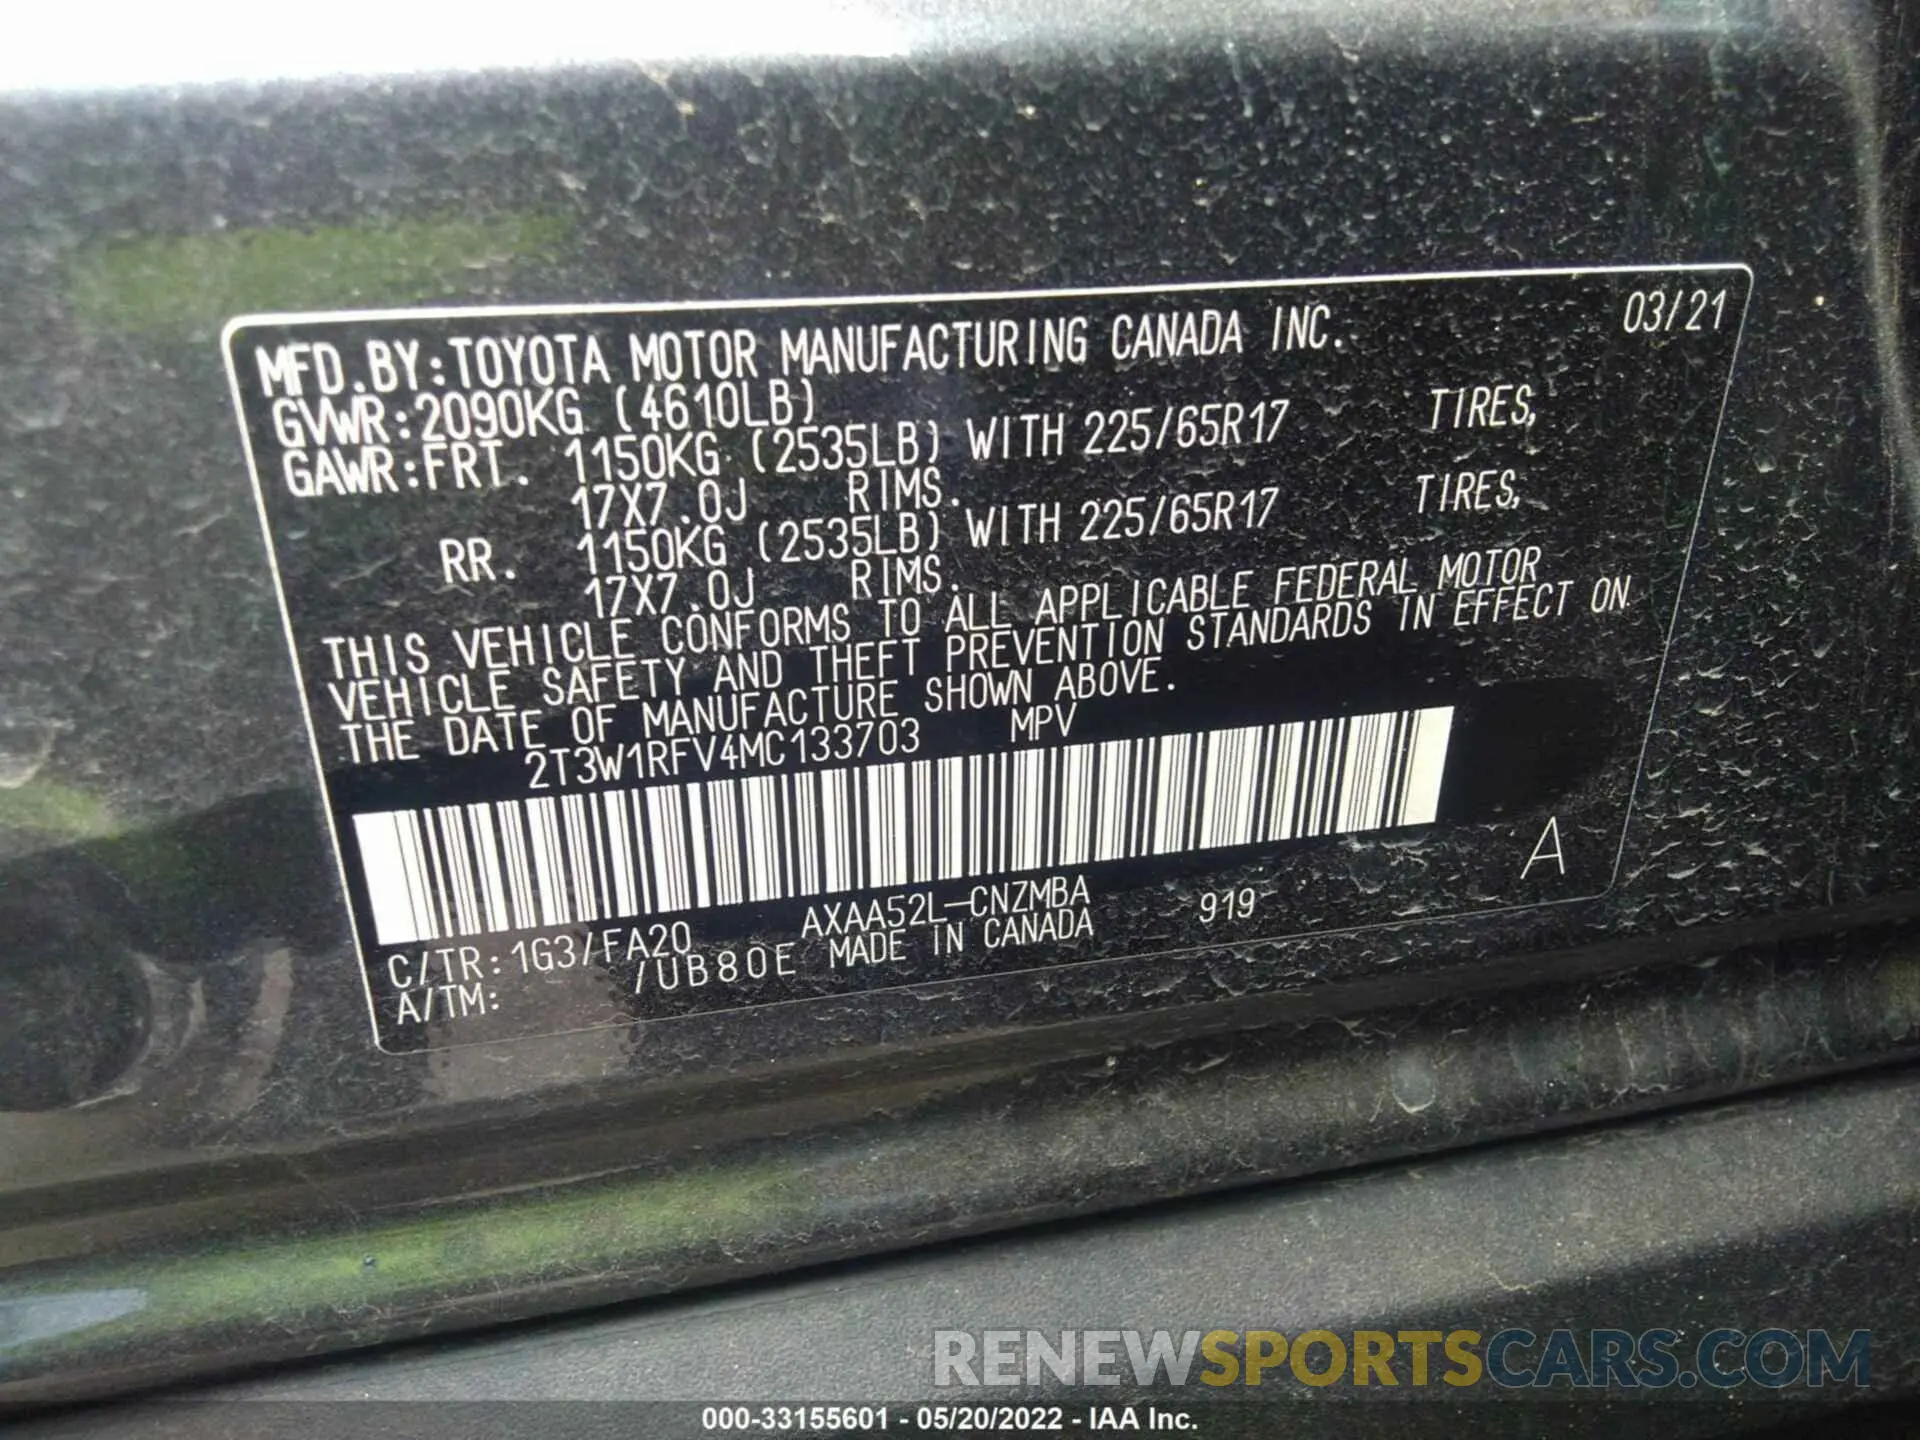 MFD.BY:TOYOTA MOTOR MANUFACTURING CANADA INC. 03/21
GVWR:2090KG (4610LB)
GAWR:FRT. 1150KG (2535LB) WITH 225/65R17 TIRES,
17X7.0J RIMS.
RR. 1150KG (2535LB) WITH 225/65R17 TIRES,
17X7.0J RIMS.
THIS VEHICLE CONFORMS TO ALL APPLICABLE FEDERAL MOTOR
VEHICLE SAFETY AND THEFT PREVENTION STANDARDS IN EFFECT ON
THE DATE OF MANUFACTURE SHOWN ABOVE.
2T3W1RFV4MC133703 MPV
A
C/TR:1G3/FA20 AXAA52L-CNZMBA 919
A/TM: /UB80E MADE IN CANADA
RENEWSPORTSCARS.COM
000-33155601 - 05/20/2022 - IAA Inc.